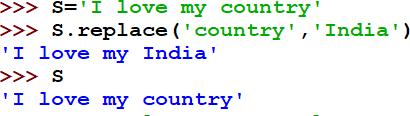 >>> S='I love my country'
>>> S.replace('country','India')
'I love my India'
>>> S
'I love my country'